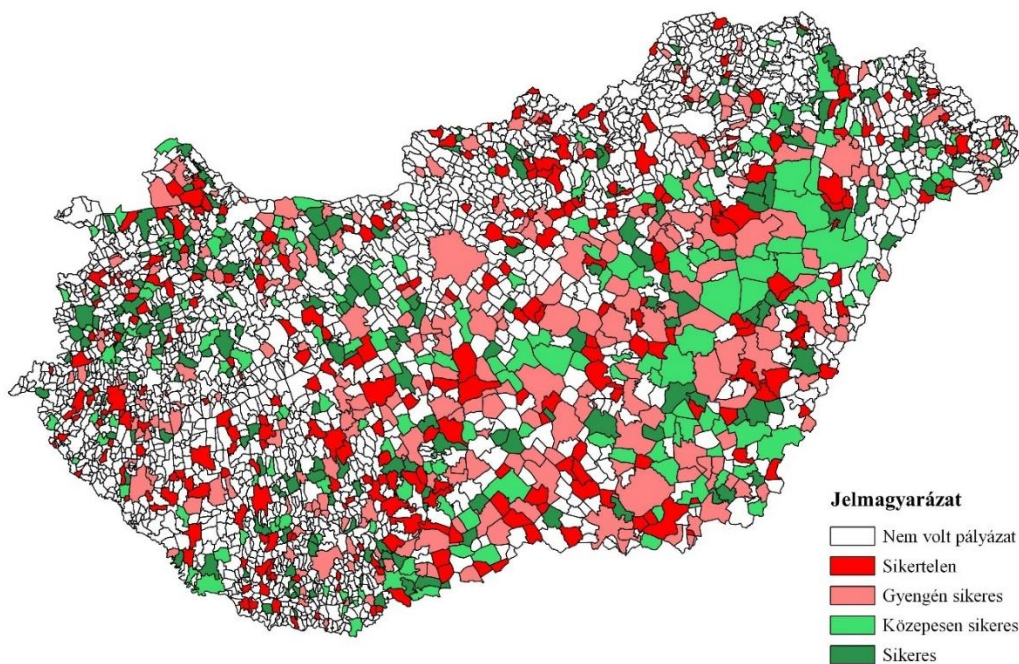 Jelmagyarázat
Nem volt pályázat
Sikertelen
Gyengén sikeres
Közepesen sikeres
Sikeres